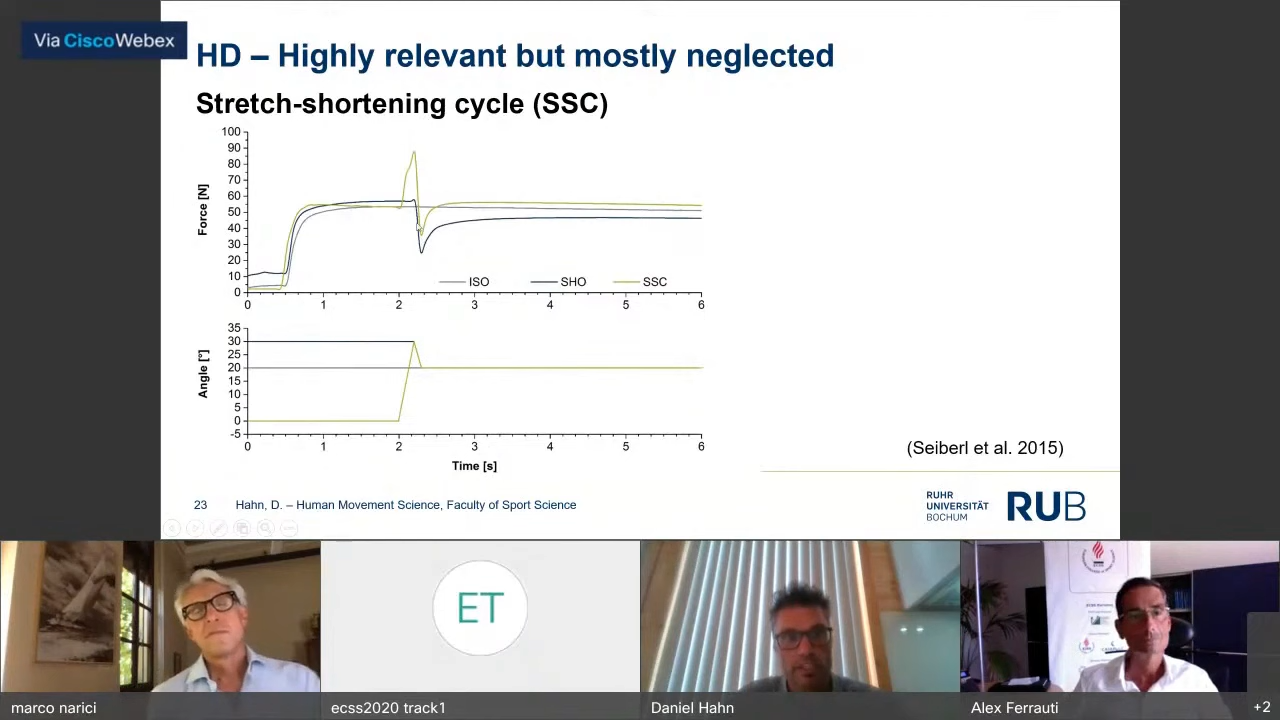 Via Cisco Webex
HD – Highly relevant but mostly neglected
Stretch-shortening cycle (SSC)
100
90
80
70
60
50
40
30
20
10
0
Force [N]
ISO
SHO
SSC
0 1 2 3 4 5 6
35
30
25
20
15
10
5
0
-5
Angle [°]
0 1 2 3 4 5 6
Time [s]
(Seiberl et al. 2015)
23 Hahn, D. – Human Movement Science, Faculty of Sport Science
RUHR
UNIVERSITÄT
BOCHUM
RUB
ET
marco narici
ecss2020 track1
Daniel Hahn
Alex Ferrauti
+2